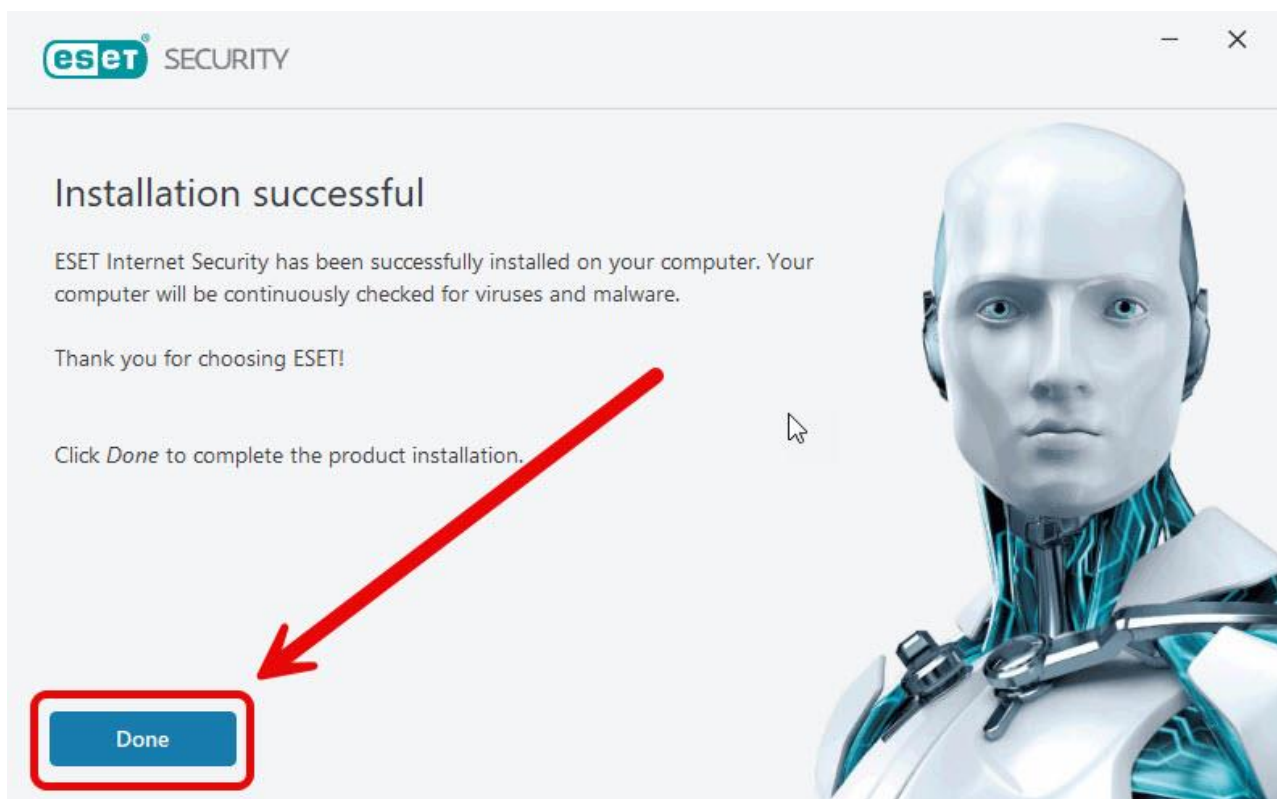 eset® SECURITY
Installation successful
ESET Internet Security has been successfully installed on your computer. Your
computer will be continuously checked for viruses and malware.
Thank you for choosing ESET!
Click Done to complete the product installation.
Done